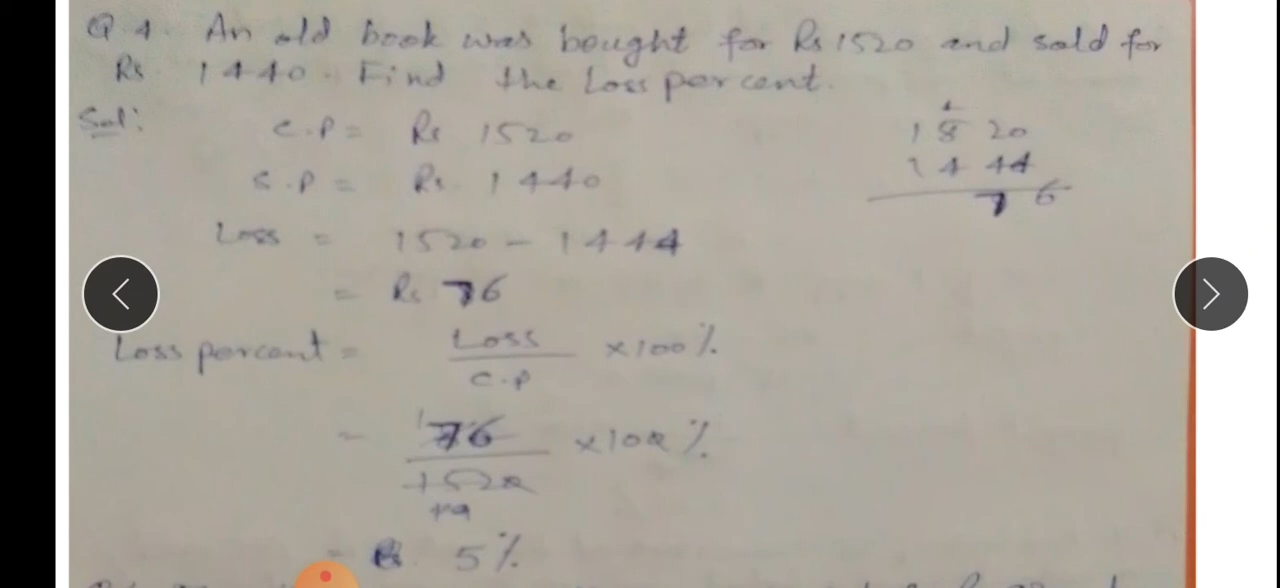 Q 4. An old book was bought for Rs 1520 and sold for
Rs 1440. Find the Loss percent.
Sol: C.P = Rs 1520
S.P = Rs. 1440
1520
1444
76
Loss = 1520 - 1444
= Rs 76
Loss percent = Loss / C.P ×100%
= 76 / 1520 ×100%
= 5%